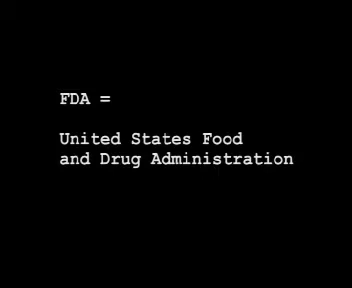 FDA =
United States Food
and Drug Administration